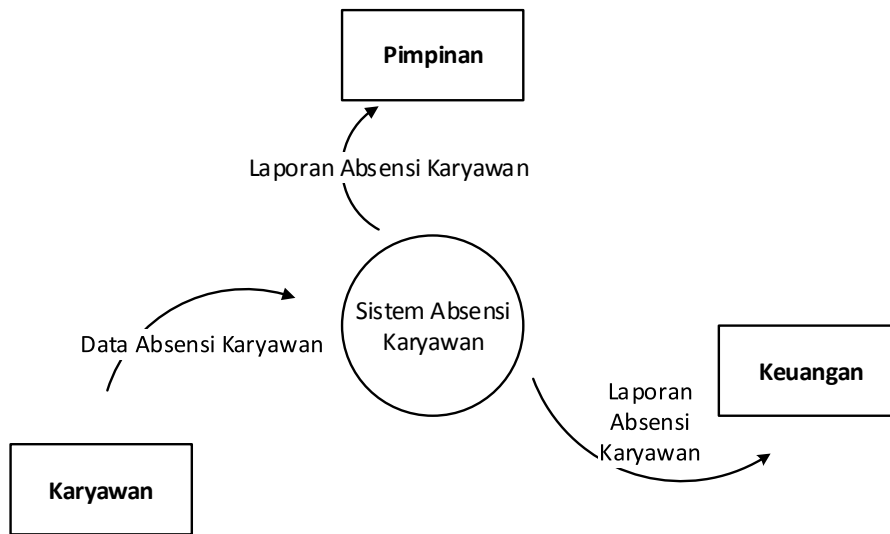 Pimpinan
Laporan Absensi Karyawan
Sistem Absensi
Karyawan
Data Absensi Karyawan
Keuangan
Laporan
Absensi
Karyawan
Karyawan